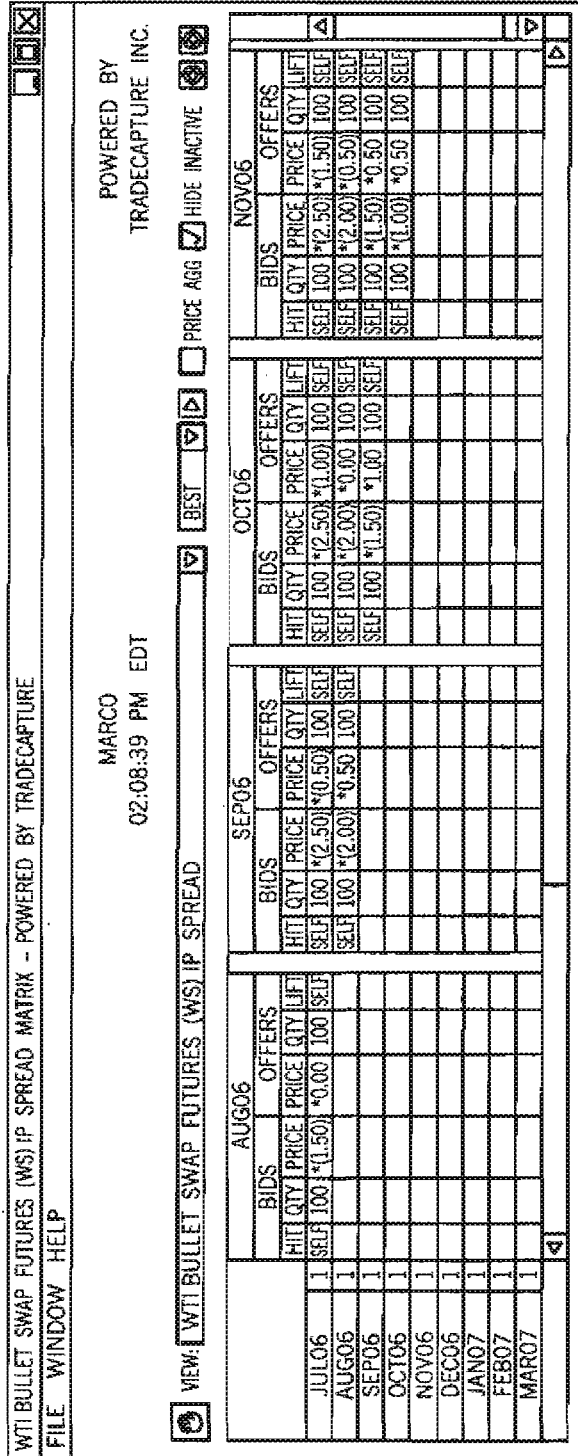 WTI BULLET SWAP FUTURES (WS) IP SPREAD MATRIX - POWERED BY TRADECAPTURE
FILE WINDOW HELP
MARCO
02:08:39 PM EDT
POWERED BY
TRADECAPTURE INC.
VIEW: WTI BULLET SWAP FUTURES (WS) IP SPREAD BEST PRICE AGG HIDE INACTIVE
AUG06 SEP06 OCT06 NOV06
BIDS OFFERS BIDS OFFERS BIDS OFFERS BIDS OFFERS
HIT QTY PRICE PRICE QTY LIFT HIT QTY PRICE PRICE QTY LIFT HIT QTY PRICE PRICE QTY LIFT HIT QTY PRICE PRICE QTY LIFT
JUL06 1 SELF 100 *(1.50) *0.00 100 SELF SELF 100 *(2.50) *(0.50) 100 SELF SELF 100 *(2.50) *(1.00) 100 SELF SELF 100 *(2.50) *(1.50) 100 SELF
AUG06 1 SELF 100 *(2.00) *0.50 100 SELF SELF 100 *(2.00) *0.00 100 SELF SELF 100 *(2.00) *(0.50) 100 SELF
SEP06 1 SELF 100 *(1.50) *1.00 100 SELF SELF 100 *(1.50) *0.50 100 SELF
OCT06 1 SELF 100 *(1.00) *0.50 100 SELF
NOV06 1
DEC06 1
JAN07 1
FEB07 1
MAR07 1